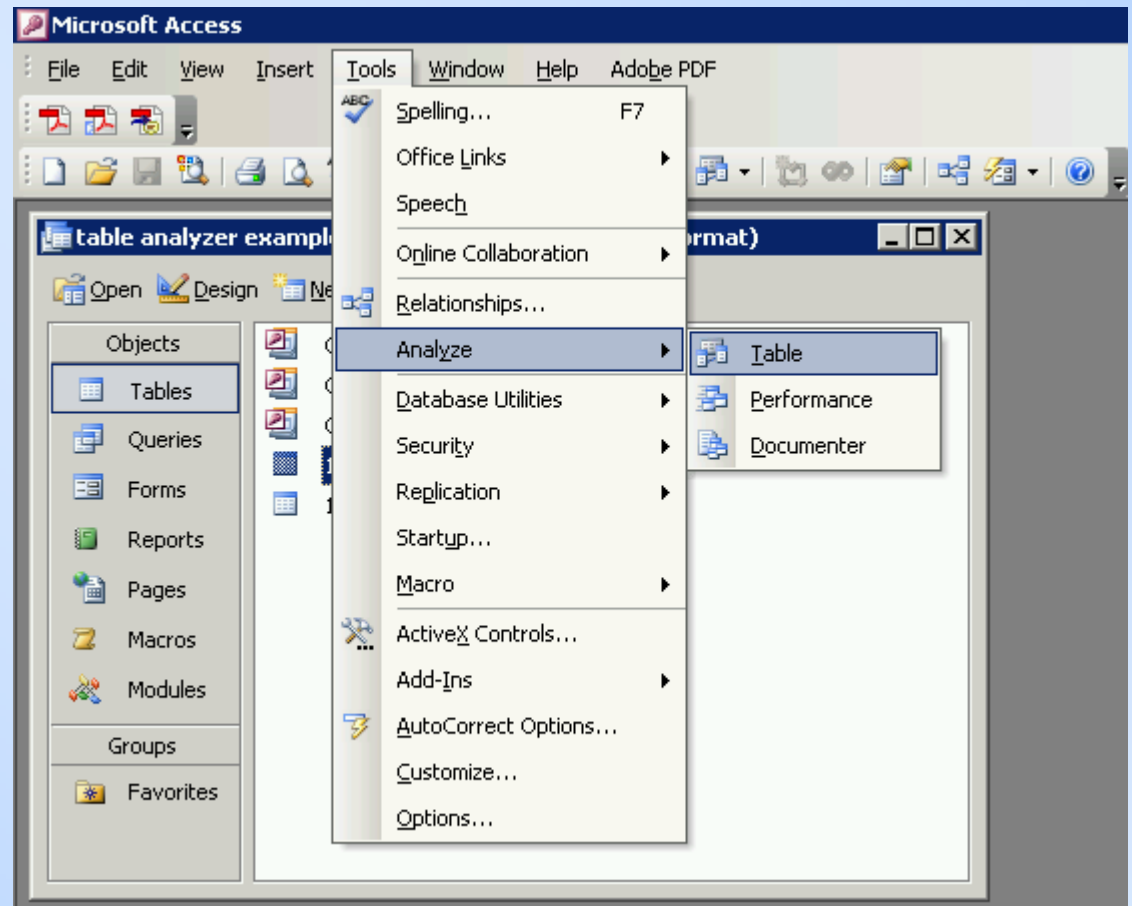 Microsoft Access
File Edit View Insert Tools Window Help Adobe PDF
ABC Spelling... F7
Office Links
Speech
Online Collaboration
Relationships...
Analyze
Database Utilities
Security
Replication
Startup...
Macro
ActiveX Controls...
Add-Ins
AutoCorrect Options...
Customize...
Options...
Table
Performance
Documenter
table analyzer
Open Design
Objects
Tables
Queries
Forms
Reports
Pages
Macros
Modules
Groups
Favorites